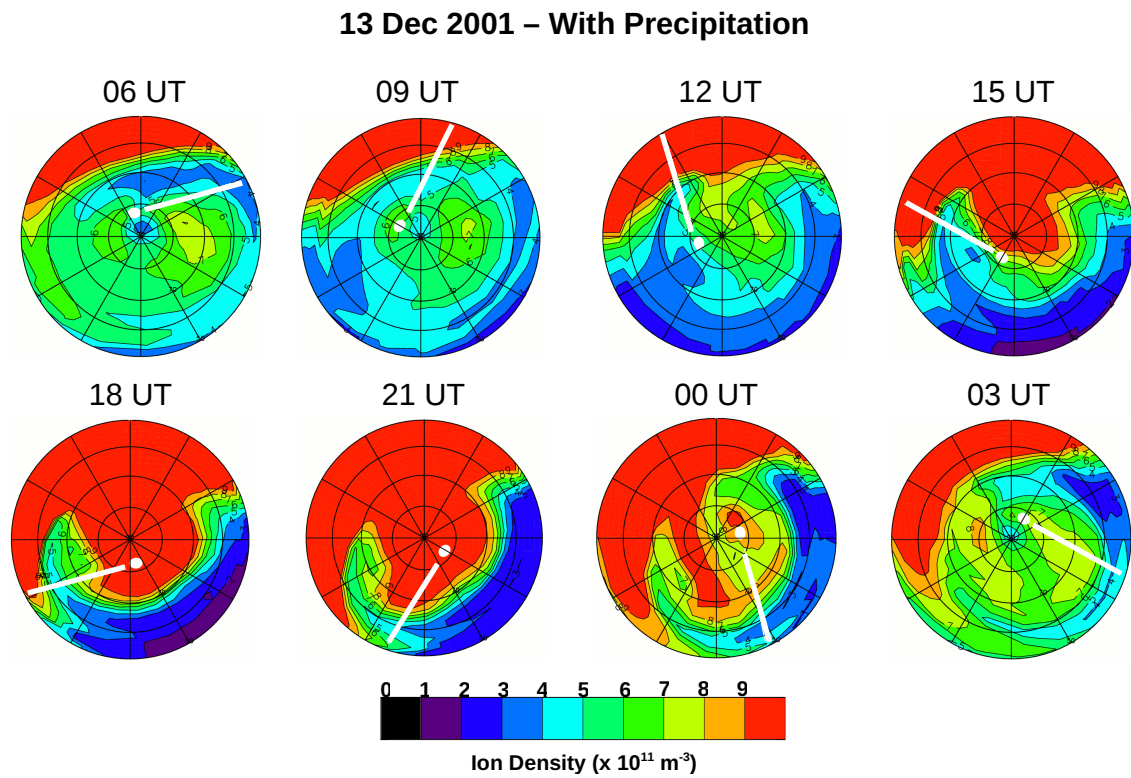 13 Dec 2001 – With Precipitation
06 UT 09 UT 12 UT 15 UT
18 UT 21 UT 00 UT 03 UT
0 1 2 3 4 5 6 7 8 9
Ion Density (x 10¹¹ m⁻³)